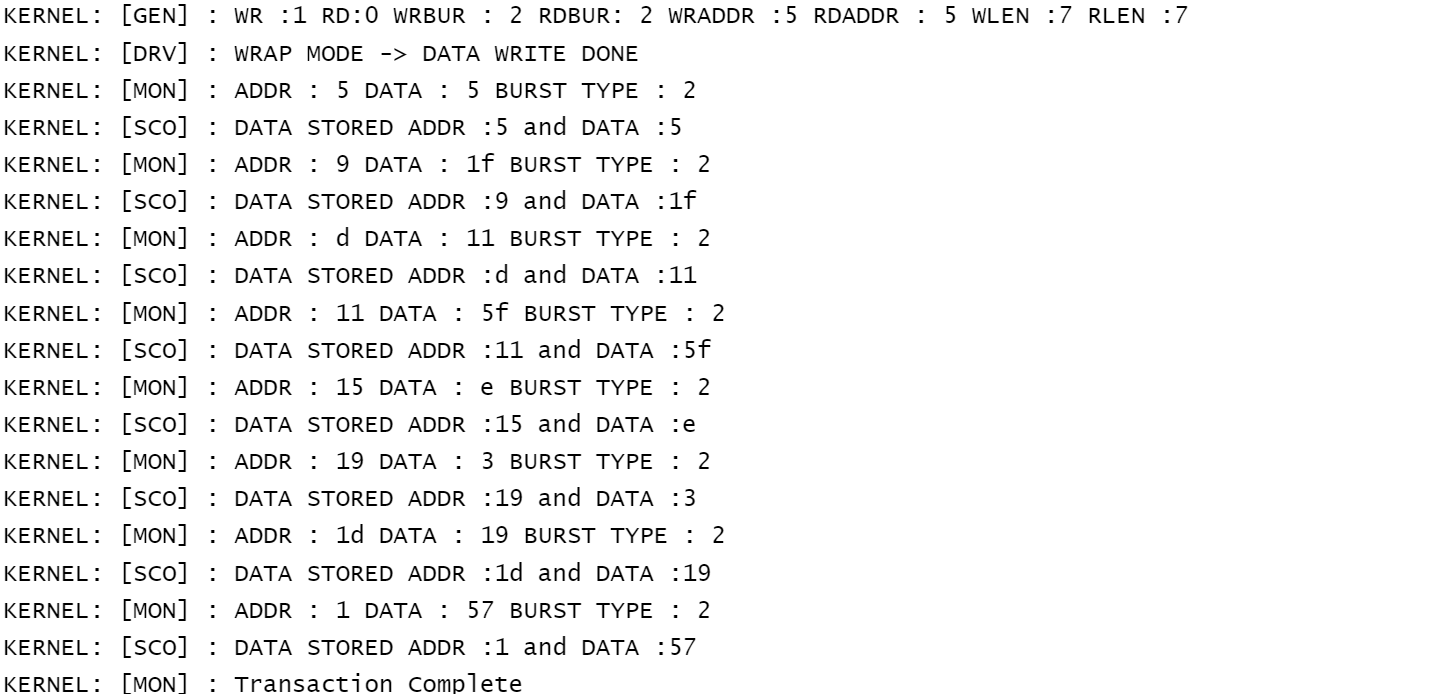 KERNEL: [GEN] : WR :1 RD:0 WRBUR : 2 RDBUR: 2 WRADDR :5 RDADDR : 5 WLEN :7 RLEN :7
KERNEL: [DRV] : WRAP MODE -> DATA WRITE DONE
KERNEL: [MON] : ADDR : 5 DATA : 5 BURST TYPE : 2
KERNEL: [SCO] : DATA STORED ADDR :5 and DATA :5
KERNEL: [MON] : ADDR : 9 DATA : 1f BURST TYPE : 2
KERNEL: [SCO] : DATA STORED ADDR :9 and DATA :1f
KERNEL: [MON] : ADDR : d DATA : 11 BURST TYPE : 2
KERNEL: [SCO] : DATA STORED ADDR :d and DATA :11
KERNEL: [MON] : ADDR : 11 DATA : 5f BURST TYPE : 2
KERNEL: [SCO] : DATA STORED ADDR :11 and DATA :5f
KERNEL: [MON] : ADDR : 15 DATA : e BURST TYPE : 2
KERNEL: [SCO] : DATA STORED ADDR :15 and DATA :e
KERNEL: [MON] : ADDR : 19 DATA : 3 BURST TYPE : 2
KERNEL: [SCO] : DATA STORED ADDR :19 and DATA :3
KERNEL: [MON] : ADDR : 1d DATA : 19 BURST TYPE : 2
KERNEL: [SCO] : DATA STORED ADDR :1d and DATA :19
KERNEL: [MON] : ADDR : 1 DATA : 57 BURST TYPE : 2
KERNEL: [SCO] : DATA STORED ADDR :1 and DATA :57
KERNEL: [MON] : Transaction Complete